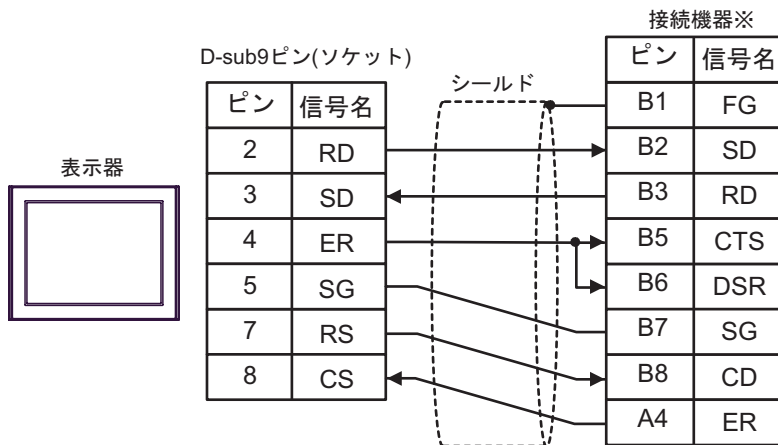 接続機器※
D-sub9ピン(ソケット)
シールド
表示器
ピン 信号名
2 RD
3 SD
4 ER
5 SG
7 RS
8 CS
ピン 信号名
B1 FG
B2 SD
B3 RD
B5 CTS
B6 DSR
B7 SG
B8 CD
A4 ER